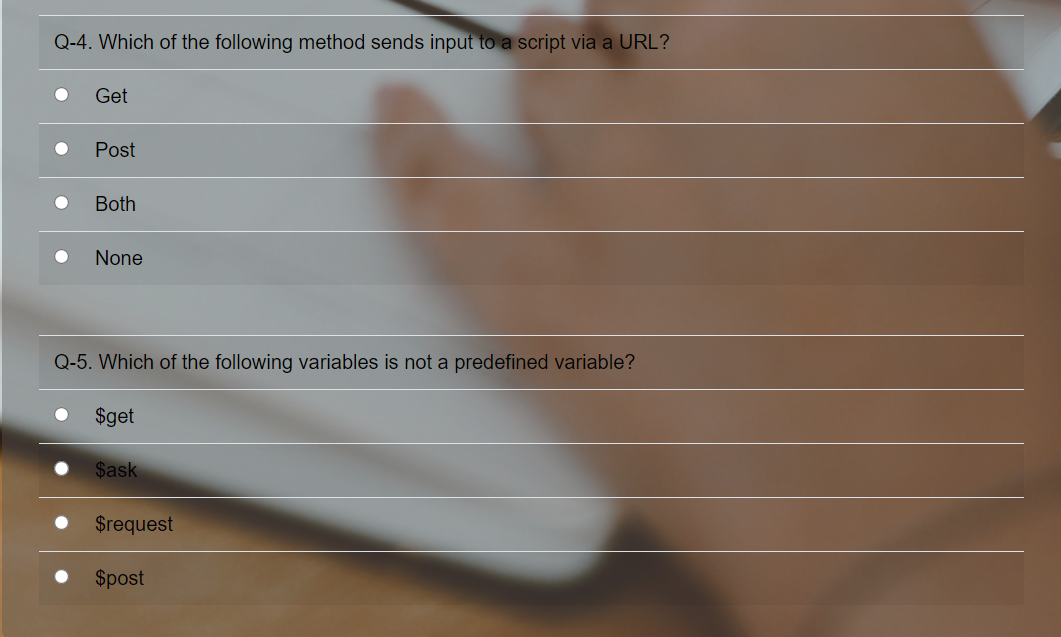 Q-4. Which of the following method sends input to a script via a URL?
Get
Post
Both
None
Q-5. Which of the following variables is not a predefined variable?
$get
$ask
$request
$post